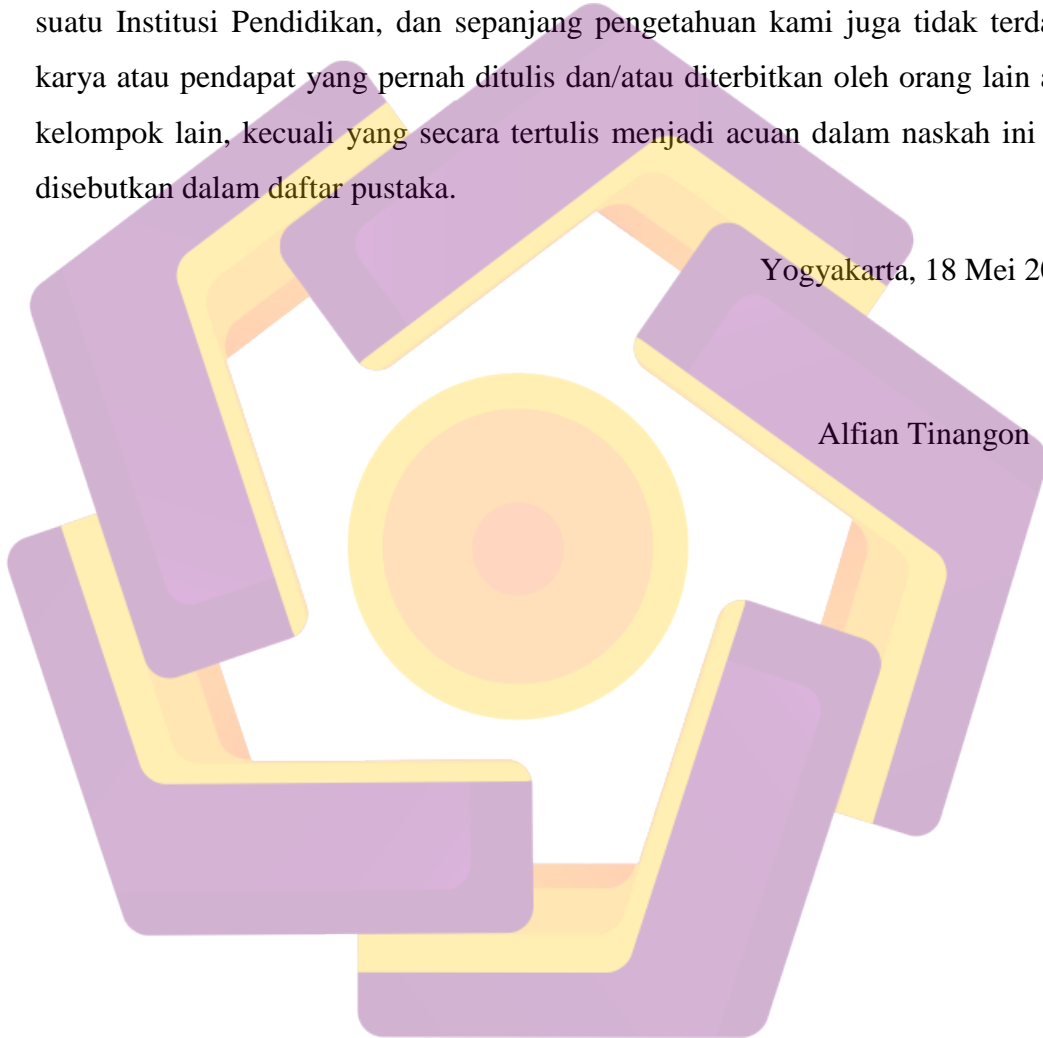 suatu Institusi Pendidikan, dan sepanjang pengetahuan kami juga tidak
karya atau pendapat yang pernah ditulis dan/atau diterbitkan oleh orang lain
kelompok lain, kecuali yang secara tertulis menjadi acuan dalam naskah ini
disebutkan dalam daftar pustaka.
Yogyakarta, 18 Mei
Alfian Tinangon